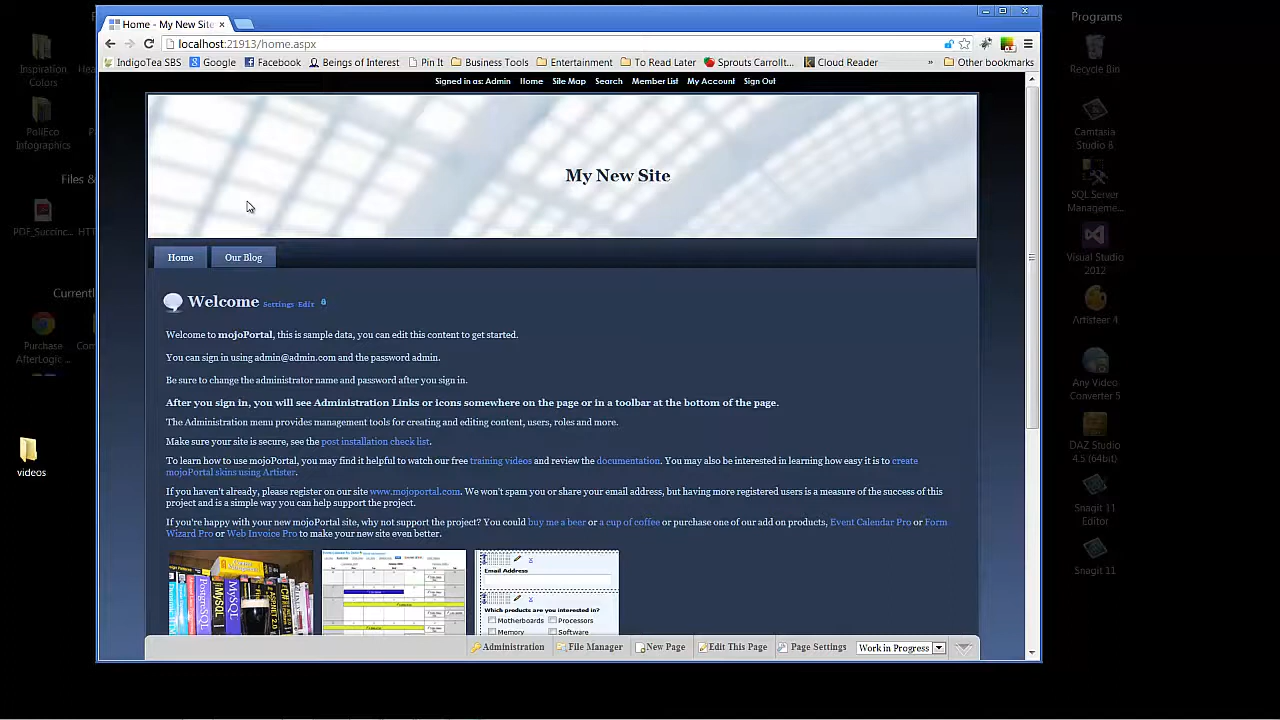 Home - My New Site
localhost:21913/home.aspx
IndigoTea SBS Google Facebook Beings of Interest Pin It Business Tools Entertainment To Read Later Cloud Reader » Other bookmarks
Signed in as: Admin Home Site Map Search Member List My Account Sign Out
My New Site
Home Our Blog
Welcome Settings Edit
Welcome to mojoPortal, this is sample data, you can edit this content to get started.
You can sign in using admin@admin.com and the password admin.
Be sure to change the administrator name and password after you sign in.
After you sign in, you will see Administration Links or icons somewhere on the page or in a toolbar at the bottom of the page.
The Administration menu provides management tools for creating and editing content, users, roles and more.
Make sure your site is secure, see the post installation check list.
To learn how to use mojoPortal, you may find it helpful to watch our free training videos and review the documentation. You may also be interested in learning how easy it is to create
mojoPortal skins using Artister.
If you haven't already, please register on our site www.mojoportal.com. We won't spam you or share your email address, but having more registered users is a measure of the success of this
project and is a simple way you can help support the project.
If you're happy with your new mojoPortal site, why not support the project? You could buy me a beer or a cup of coffee or purchase one of our add on products, Event Calendar Pro or Form
Wizard Pro or Web Invoice Pro to make your new site even better.
PostgreSQL
MySQL
Email Address
Which products are you interested in?
Motherboards Processors
Memory Software
Administration File Manager New Page Edit This Page Page Settings Work in Progress
Inspiration
Colors
PoliEco
Infographics
Files &
PDF_Succinc...
Currentl
Purchase
AfterLogic ...
videos
Programs
Recycle Bin
Camtasia
Studio 8
SQL Server
Manageme...
Visual Studio
2012
Artisteer 4
Any Video
Converter 5
DAZ Studio
4.5 (64bit)
Snagit 11
Editor
Snagit 11